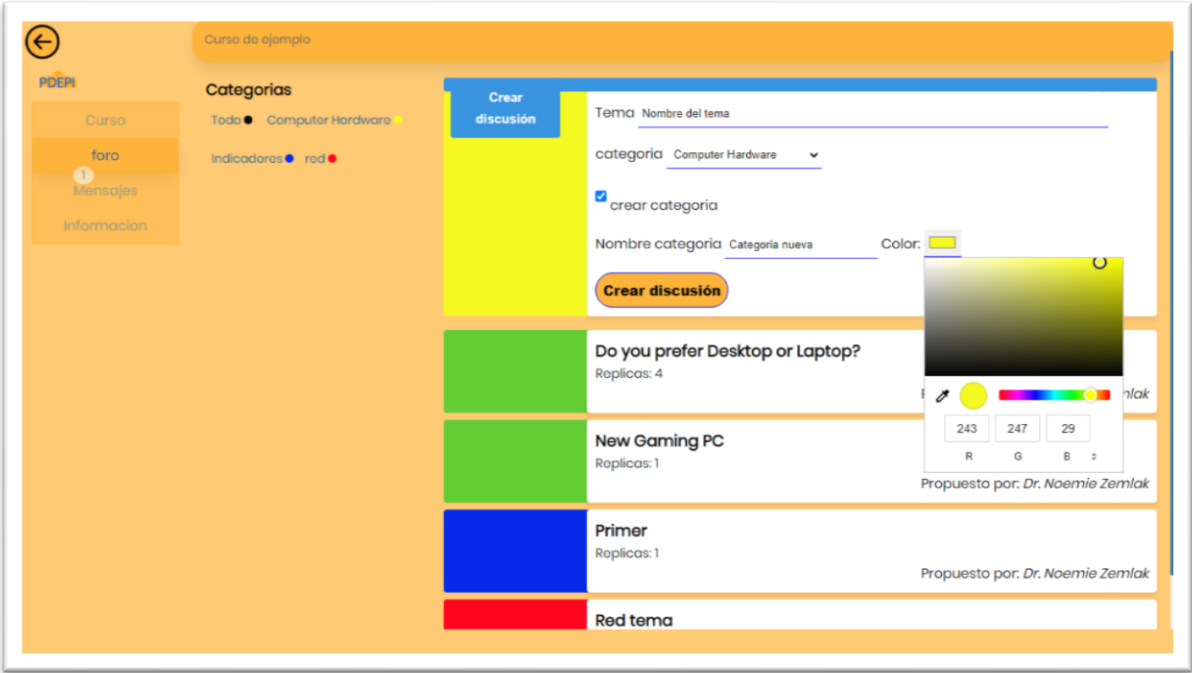 Curso de ejemplo
PDEPI
Curso
foro
1
Mensajes
Informacion
Categorias
Todo Computer Hardware
Indicadores red
Crear
discusión
Tema Nombre del tema
categoria Computer Hardware
crear categoria
Nombre categoria Categoria nueva Color:
Crear discusión
243 247 29
R G B
Do you prefer Desktop or Laptop?
Replicas: 4
New Gaming PC
Replicas: 1
Propuesto por: Dr. Noemie Zemlak
Primer
Replicas: 1
Propuesto por: Dr. Noemie Zemlak
Red tema